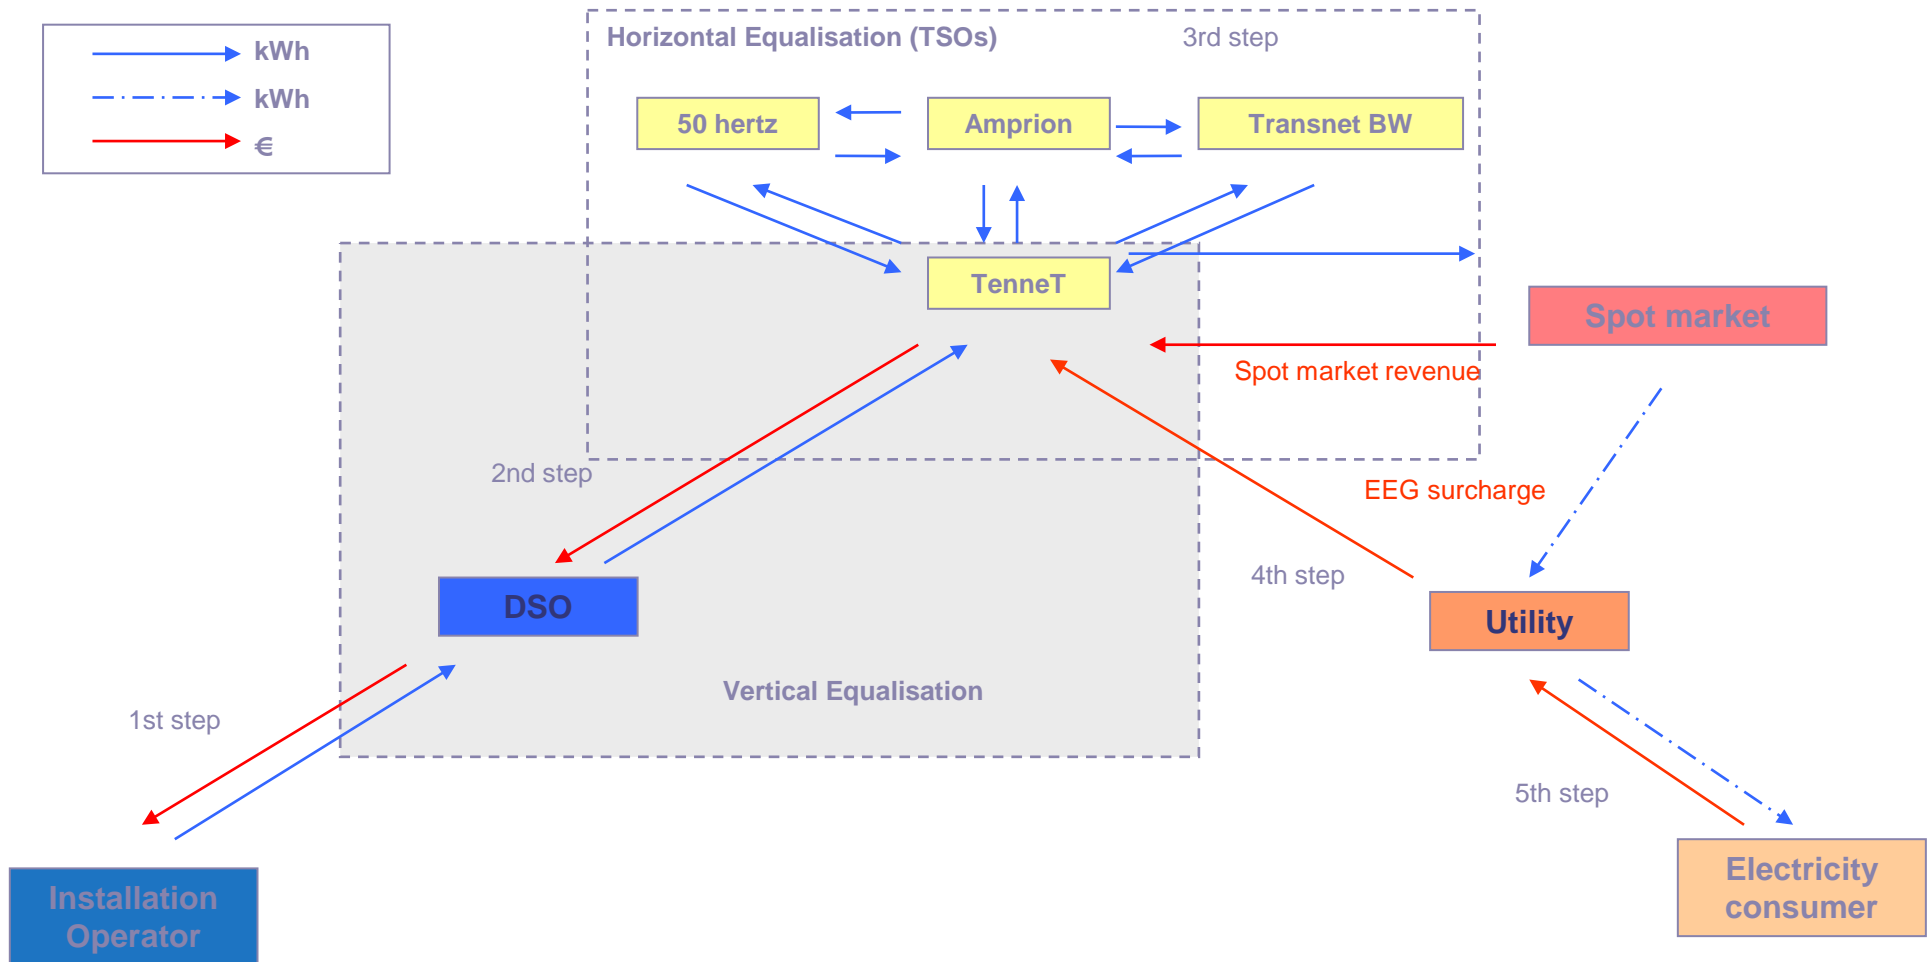 kWh
kWh
€
Horizontal Equalisation (TSOs)
3rd step
50 hertz
Amprion
Transnet BW
TenneT
Spot market
Spot market revenue
2nd step
EEG surcharge
4th step
DSO
Utility
Vertical Equalisation
1st step
5th step
Installation
Operator
Electricity
consumer